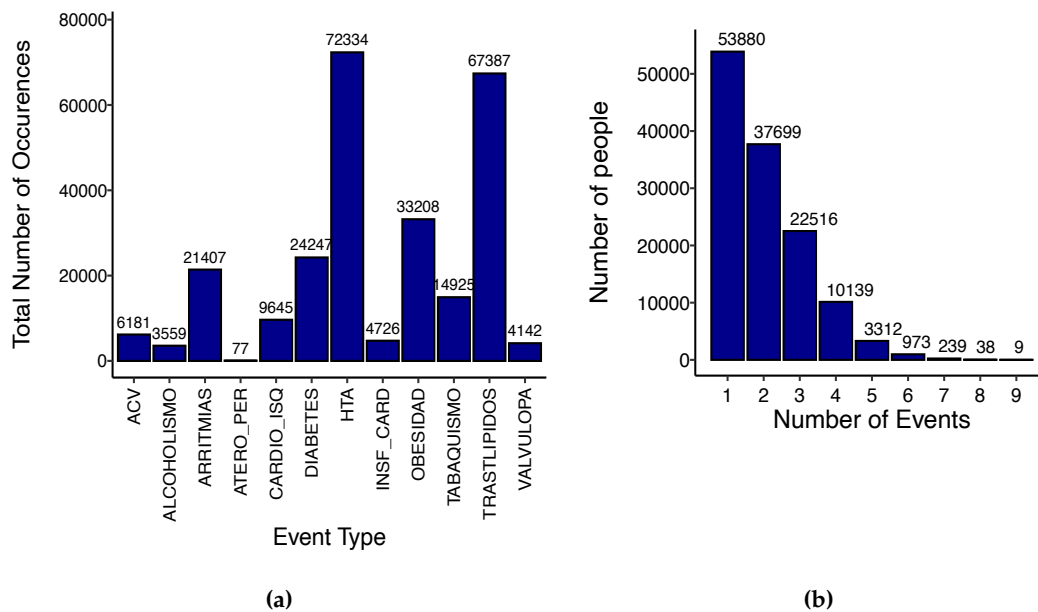 Total Number of Occurences
80000
60000
40000
20000
0
6181
3559
21407
77
9645
24247
72334
4726
33208
14925
67387
4142
ACV
ALCOHOLISMO
ARRITMIAS
ATERO_PER
CARDIO_ISQ
DIABETES
HTA
INSF_CARD
OBESIDAD
TABAQUISMO
TRASTLIPIDOS
VALVULOPA
Event Type
(a)
Number of people
50000
40000
30000
20000
10000
0
53880
37699
22516
10139
3312
973
239
38
9
1 2 3 4 5 6 7 8 9
Number of Events
(b)